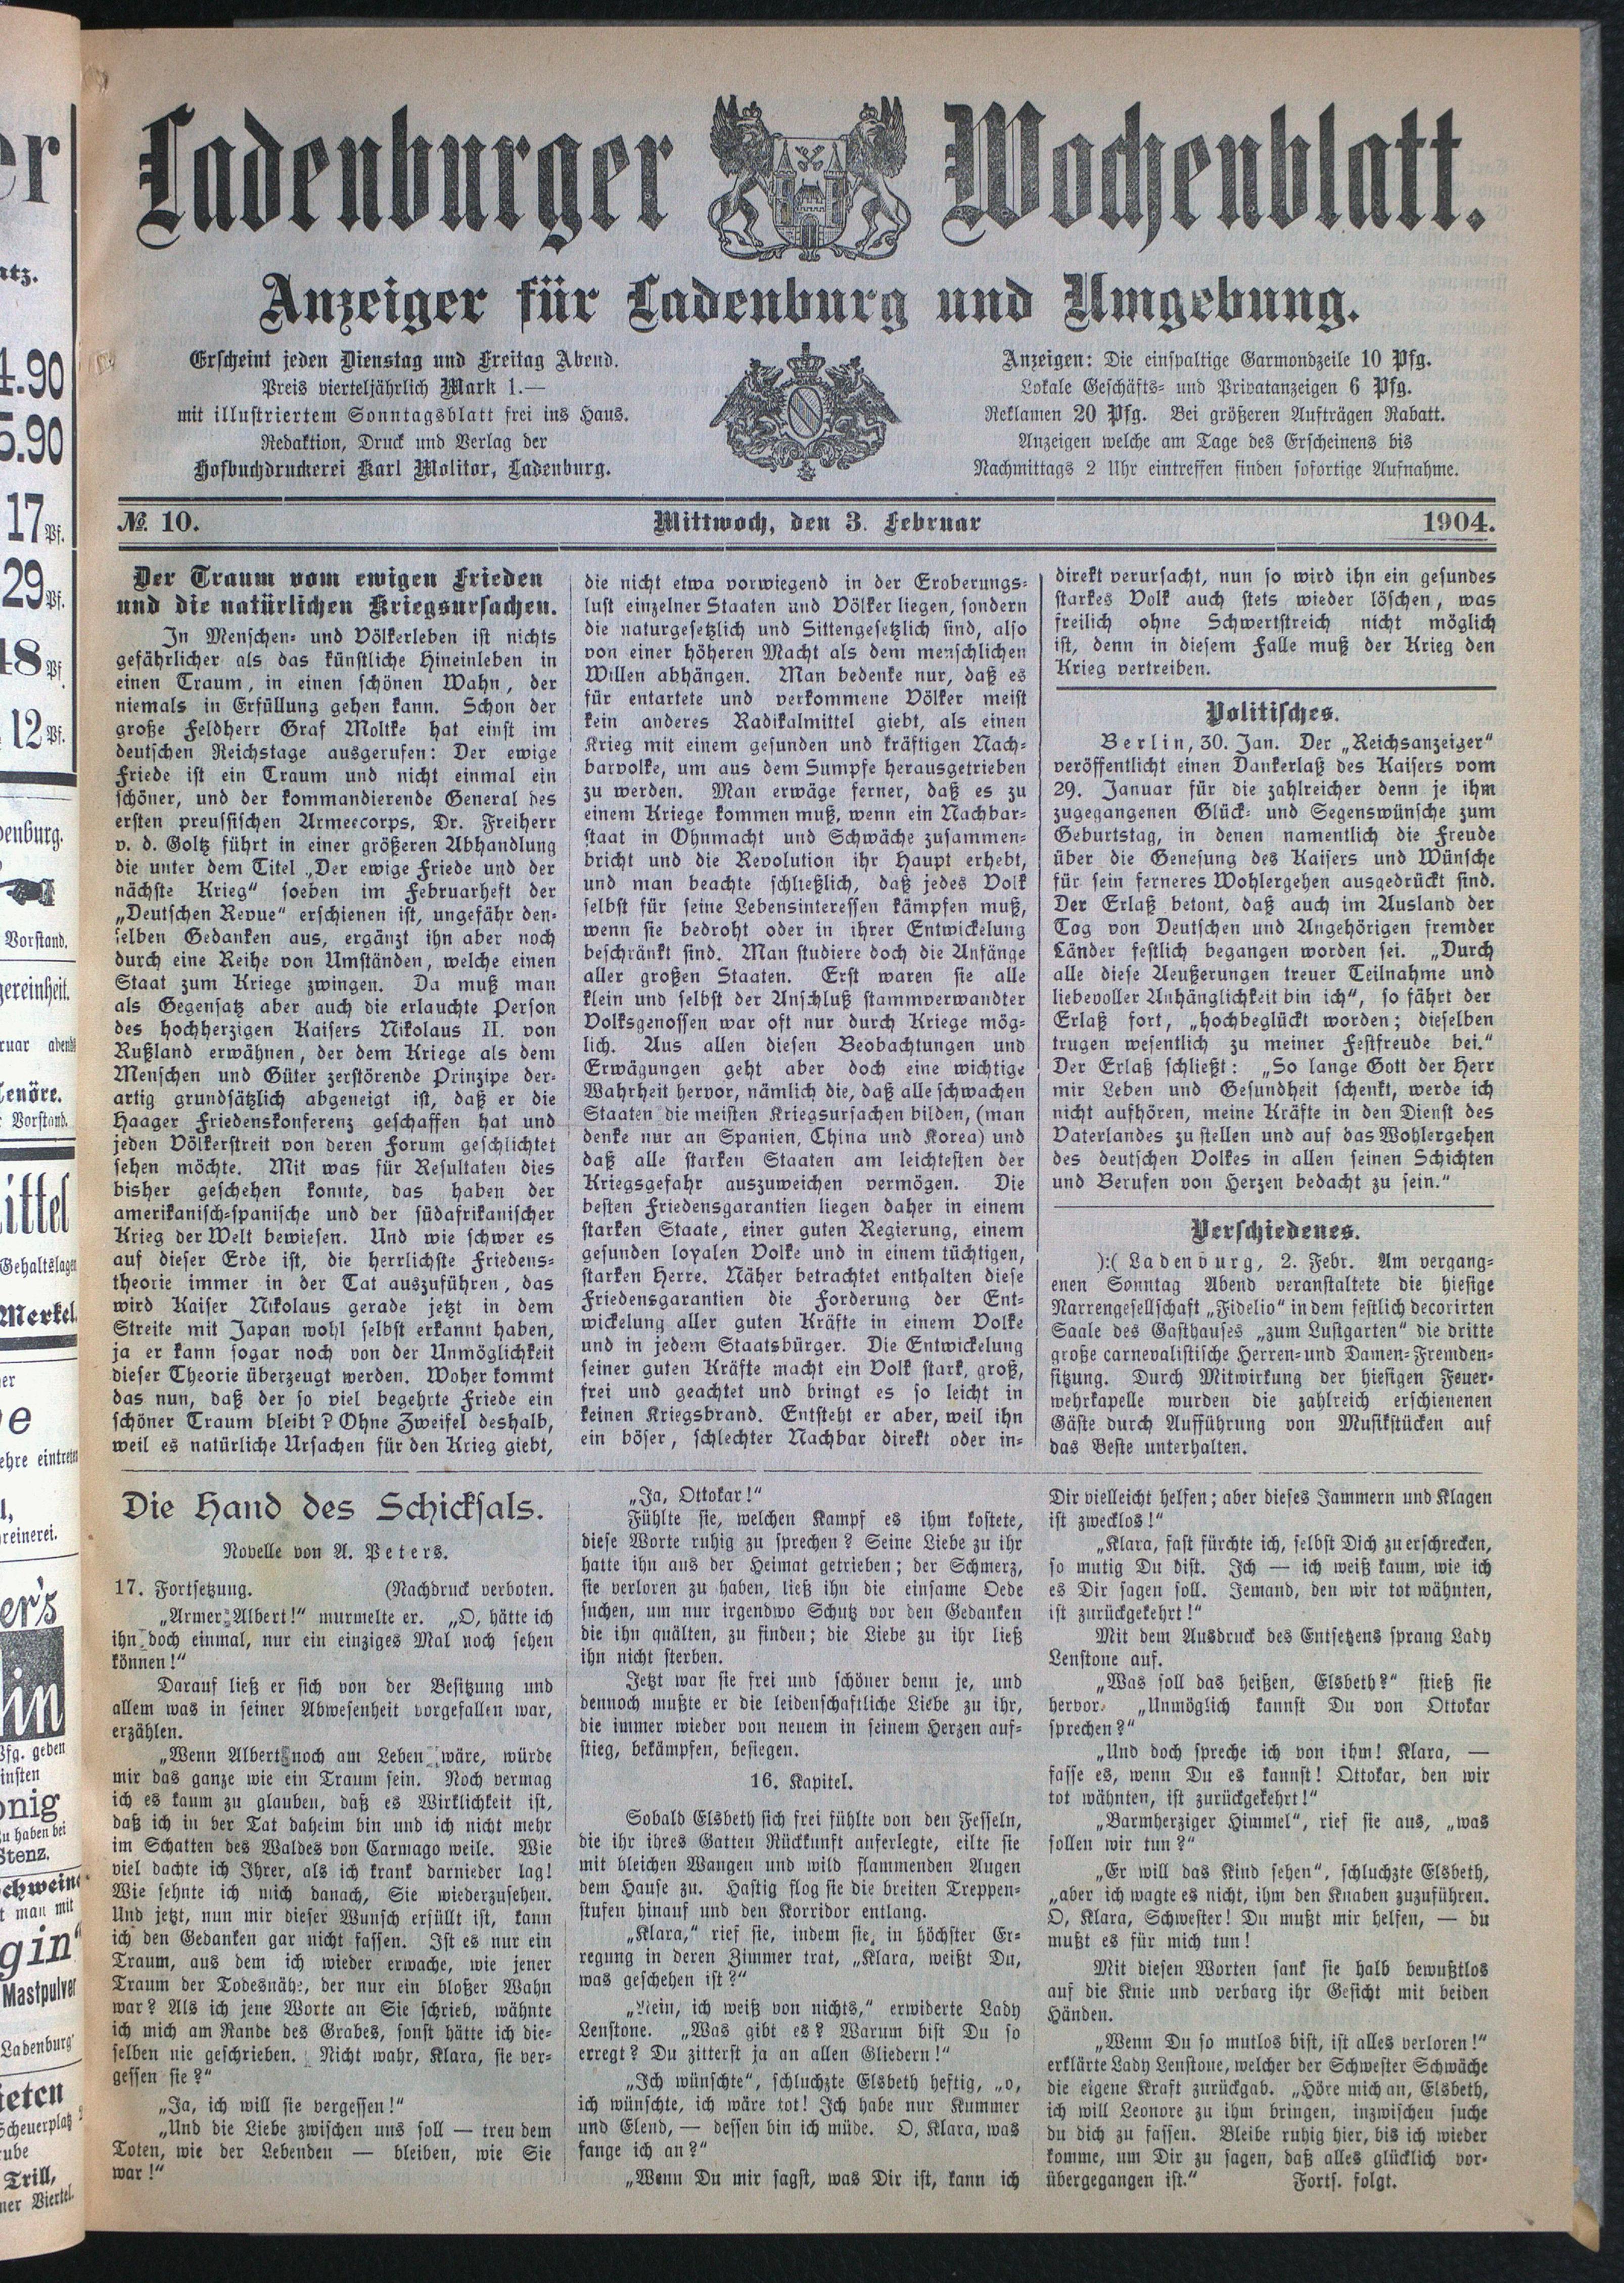 Ladenburger Wochenblatt.
Anzeiger für Ladenburg und Umgebung.
Erscheint jeden Dienstag und Freitag Abend.
Preis vierteljährlich Mark 1.—
mit illustriertem Sonntagsblatt frei ins Haus.
Redaktion, Druck und Verlag der
Hofbuchdruckerei Karl Molitor, Ladenburg.
Anzeigen: Die einspaltige Garmondzeile 10 Pfg.
Lokale Geschäfts- und Privatanzeigen 6 Pfg.
Reklamen 20 Pfg. Bei größeren Aufträgen Rabatt.
Anzeigen welche am Tage des Erscheinens bis
Nachmittags 2 Uhr eintreffen finden sofortige Aufnahme.
№ 10. Mittwoch, den 3. Februar 1904.
Der Traum vom ewigen Frieden
und die natürlichen Kriegsursachen.
In Menschen- und Völkerleben ist nichts
gefährlicher als das künstliche Hineinleben in
einen Traum, in einen schönen Wahn, der
niemals in Erfüllung gehen kann. Schon der
große Feldherr Graf Moltke hat einst im
deutschen Reichstage ausgerufen: Der ewige
Friede ist ein Traum und nicht einmal ein
schöner, und der kommandierende General des
ersten preussischen Armeecorps, Dr. Freiherr
v. d. Goltz führt in einer größeren Abhandlung
die unter dem Titel „Der ewige Friede und der
nächste Krieg“ soeben im Februarheft der
„Deutschen Revue“ erschienen ist, ungefähr den-
selben Gedanken aus, ergänzt ihn aber noch
durch eine Reihe von Umständen, welche einen
Staat zum Kriege zwingen. Da muß man
als Gegensatz aber auch die erlauchte Person
des hochherzigen Kaisers Nikolaus II. von
Rußland erwähnen, der dem Kriege als dem
Menschen und Güter zerstörende Prinzipe der-
artig grundsätzlich abgeneigt ist, daß er die
Haager Friedenskonferenz geschaffen hat und
jeden Völkerstreit von deren Forum geschlichtet
sehen möchte. Mit was für Resultaten dies
bisher geschehen konnte, das haben der
amerikanisch-spanische und der südafrikanischer
Krieg der Welt bewiesen. Und wie schwer es
auf dieser Erde ist, die herrlichste Friedens-
theorie immer in der Tat auszuführen, das
wird Kaiser Nikolaus gerade jetzt in dem
Streite mit Japan wohl selbst erkannt haben,
ja er kann sogar noch von der Unmöglichkeit
dieser Theorie überzeugt werden. Woher kommt
das nun, daß der so viel begehrte Friede ein
schöner Traum bleibt? Ohne Zweifel deshalb,
weil es natürliche Ursachen für den Krieg giebt,
die nicht etwa vorwiegend in der Eroberungs-
lust einzelner Staaten und Völker liegen, sondern
die naturgesetzlich und Sittengesetzlich sind, also
von einer höheren Macht als dem menschlichen
Willen abhängen. Man bedenke nur, daß es
für entartete und verkommene Völker meist
kein anderes Radikalmittel giebt, als einen
Krieg mit einem gesunden und kräftigen Nach-
barvolke, um aus dem Sumpfe herausgetrieben
zu werden. Man erwäge ferner, daß es zu
einem Kriege kommen muß, wenn ein Nachbar-
staat in Ohnmacht und Schwäche zusammen-
bricht und die Revolution ihr Haupt erhebt,
und man beachte schließlich, daß jedes Volk
selbst für seine Lebensinteressen kämpfen muß,
wenn sie bedroht oder in ihrer Entwickelung
beschränkt sind. Man studiere doch die Anfänge
aller großen Staaten. Erst waren sie alle
klein und selbst der Anschluß stammverwandter
Volksgenossen war oft nur durch Kriege mög-
lich. Aus allen diesen Beobachtungen und
Erwägungen geht aber doch eine wichtige
Wahrheit hervor, nämlich die, daß alle schwachen
Staaten die meisten Kriegsursachen bilden, (man
denke nur an Spanien, China und Korea) und
daß alle starken Staaten am leichtesten der
Kriegsgefahr auszuweichen vermögen. Die
besten Friedensgarantien liegen daher in einem
starken Staate, einer guten Regierung, einem
gesunden loyalen Volke und in einem tüchtigen,
starken Herre. Näher betrachtet enthalten diese
Friedensgarantien die Forderung der Ent-
wickelung aller guten Kräfte in einem Volke
und in jedem Staatsbürger. Die Entwickelung
seiner guten Kräfte macht ein Volk stark, groß,
frei und geachtet und bringt es so leicht in
keinen Kriegsbrand. Entsteht er aber, weil ihn
ein böser, schlechter Nachbar direkt oder in-
direkt verursacht, nun so wird ihn ein gesundes
starkes Volk auch stets wieder löschen, was
freilich ohne Schwertstreich nicht möglich
ist, denn in diesem Falle muß der Krieg den
Krieg vertreiben.
Politisches.
Berlin, 30. Jan. Der „Reichsanzeiger“
veröffentlicht einen Dankerlaß des Kaisers vom
29. Januar für die zahlreicher denn je ihm
zugegangenen Glück- und Segenswünsche zum
Geburtstag, in denen namentlich die Freude
über die Genesung des Kaisers und Wünsche
für sein ferneres Wohlergehen ausgedrückt sind.
Der Erlaß betont, daß auch im Ausland der
Tag von Deutschen und Angehörigen fremder
Länder festlich begangen worden sei. „Durch
alle diese Aeußerungen treuer Teilnahme und
liebevoller Anhänglichkeit bin ich“, so fährt der
Erlaß fort, „hochbeglückt worden; dieselben
trugen wesentlich zu meiner Festfreude bei.“
Der Erlaß schließt: „So lange Gott der Herr
mir Leben und Gesundheit schenkt, werde ich
nicht aufhören, meine Kräfte in den Dienst des
Vaterlandes zu stellen und auf das Wohlergehen
des deutschen Volkes in allen seinen Schichten
und Berufen von Herzen bedacht zu sein.“
Verschiedenes.
):( Ladenburg, 2. Febr. Am vergang-
enen Sonntag Abend veranstaltete die hiesige
Narrengesellschaft „Fidelio“ in dem festlich decorirten
Saale des Gasthauses „zum Lustgarten“ die dritte
große carnevalistische Herren- und Damen-Fremden-
sitzung. Durch Mitwirkung der hiesigen Feuer-
wehrkapelle wurden die zahlreich erschienenen
Gäste durch Aufführung von Musikstücken auf
das Beste unterhalten.
Die Hand des Schicksals.
Novelle von A. Peters.
17. Fortsetzung. (Nachdruck verboten.
„Armer Albert!“ murmelte er. „O, hätte ich
ihn doch einmal, nur ein einziges Mal noch sehen
können!“
Darauf ließ er sich von der Besitzung und
allem was in seiner Abwesenheit vorgefallen war,
erzählen.
„Wenn Albert noch am Leben wäre, würde
mir das ganze wie ein Traum sein. Noch vermag
ich es kaum zu glauben, daß es Wirklichkeit ist,
daß ich in der Tat daheim bin und ich nicht mehr
im Schatten des Waldes von Carmago weile. Wie
viel dachte ich Ihrer, als ich krank darnieder lag!
Wie sehnte ich mich danach, Sie wiederzusehen.
Und jetzt, nun mir dieser Wunsch erfüllt ist, kann
ich den Gedanken gar nicht fassen. Ist es nur ein
Traum, aus dem ich wieder erwache, wie jener
Traum der Todesnähe, der nur ein bloßer Wahn
war? Als ich jene Worte an Sie schrieb, wähnte
ich mich am Rande des Grabes, sonst hätte ich die-
selben nie geschrieben. Nicht wahr, Klara, sie ver-
gessen sie?“
„Ja, ich will sie vergessen!“
„Und die Liebe zwischen uns soll — treu dem
Toten, wie der Lebenden — bleiben, wie Sie
war!“
„Ja, Ottokar!“
Fühlte sie, welchen Kampf es ihm kostete,
diese Worte ruhig zu sprechen? Seine Liebe zu ihr
hatte ihn aus der Heimat getrieben; der Schmerz,
sie verloren zu haben, ließ ihn die einsame Oede
suchen, um nur irgendwo Schutz vor den Gedanken
die ihn quälten, zu finden; die Liebe zu ihr ließ
ihn nicht sterben.
Jetzt war sie frei und schöner denn je, und
dennoch mußte er die leidenschaftliche Liebe zu ihr,
die immer wieder von neuem in seinem Herzen auf-
stieg, bekämpfen, besiegen.
16. Kapitel.
Sobald Elsbeth sich frei fühlte von den Fesseln,
die ihr ihres Gatten Rückkunft auferlegte, eilte sie
mit bleichen Wangen und wild flammenden Augen
dem Hause zu. Hastig flog sie die breiten Treppen-
stufen hinauf und den Korridor entlang.
„Klara,“ rief sie, indem sie, in höchster Er-
regung in deren Zimmer trat, „Klara, weißt Du,
was geschehen ist?“
„Nein, ich weiß von nichts,“ erwiderte Lady
Lenstone. „Was gibt es? Warum bist Du so
erregt? Du zitterst ja an allen Gliedern!“
„Ich wünschte“, schluchzte Elsbeth heftig, „o,
ich wünschte, ich wäre tot! Ich habe nur Kummer
und Elend, — dessen bin ich müde. O, Klara, was
fange ich an?“
„Wenn Du mir sagst, was Dir ist, kann ich
Dir vielleicht helfen; aber dieses Jammern und Klagen
ist zwecklos!“
„Klara, fast fürchte ich, selbst Dich zu erschrecken,
so mutig Du bist. Ich — ich weiß kaum, wie ich
es Dir sagen soll. Jemand, den wir tot wähnten,
ist zurückgekehrt!“
Mit dem Ausdruck des Entsetzens sprang Lady
Lenstone auf.
„Was soll das heißen, Elsbeth?“ stieß sie
hervor. „Unmöglich kannst Du von Ottokar
sprechen?“
„Und doch spreche ich von ihm! Klara, —
fasse es, wenn Du es kannst! Ottokar, den wir
tot wähnten, ist zurückgekehrt!“
„Barmherziger Himmel“, rief sie aus, „was
sollen wir tun?“
„Er will das Kind sehen“, schluchzte Elsbeth,
„aber ich wagte es nicht, ihm den Knaben zuzuführen.
O, Klara, Schwester! Du mußt mir helfen, — du
mußt es für mich tun!
Mit diesen Worten sank sie halb bewußtlos
auf die Knie und verbarg ihr Gesicht mit beiden
Händen.
„Wenn Du so mutlos bist, ist alles verloren!“
erklärte Lady Lenstone, welcher der Schwester Schwäche
die eigene Kraft zurückgab. „Höre mich an, Elsbeth,
ich will Leonore zu ihm bringen, inzwischen suche
du dich zu fassen. Bleibe ruhig hier, bis ich wieder
komme, um Dir zu sagen, daß alles glücklich vor-
übergegangen ist.“ Forts. folgt.